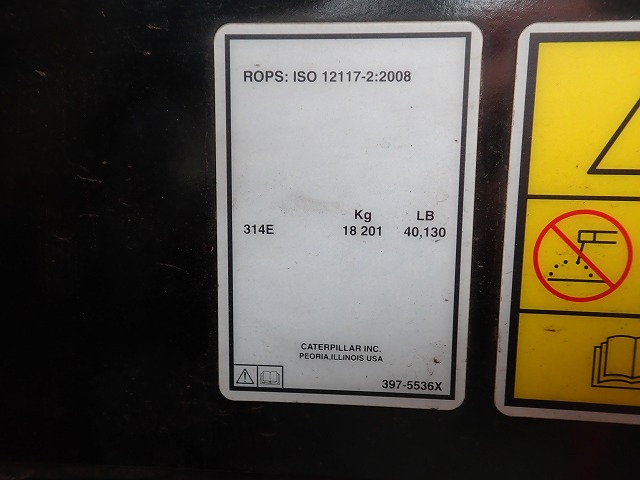 ROPS: ISO 12117-2:2008
Kg LB
314E 18 201 40,130
CATERPILLAR INC.
PEORIA,ILLINOIS USA
397-5536X